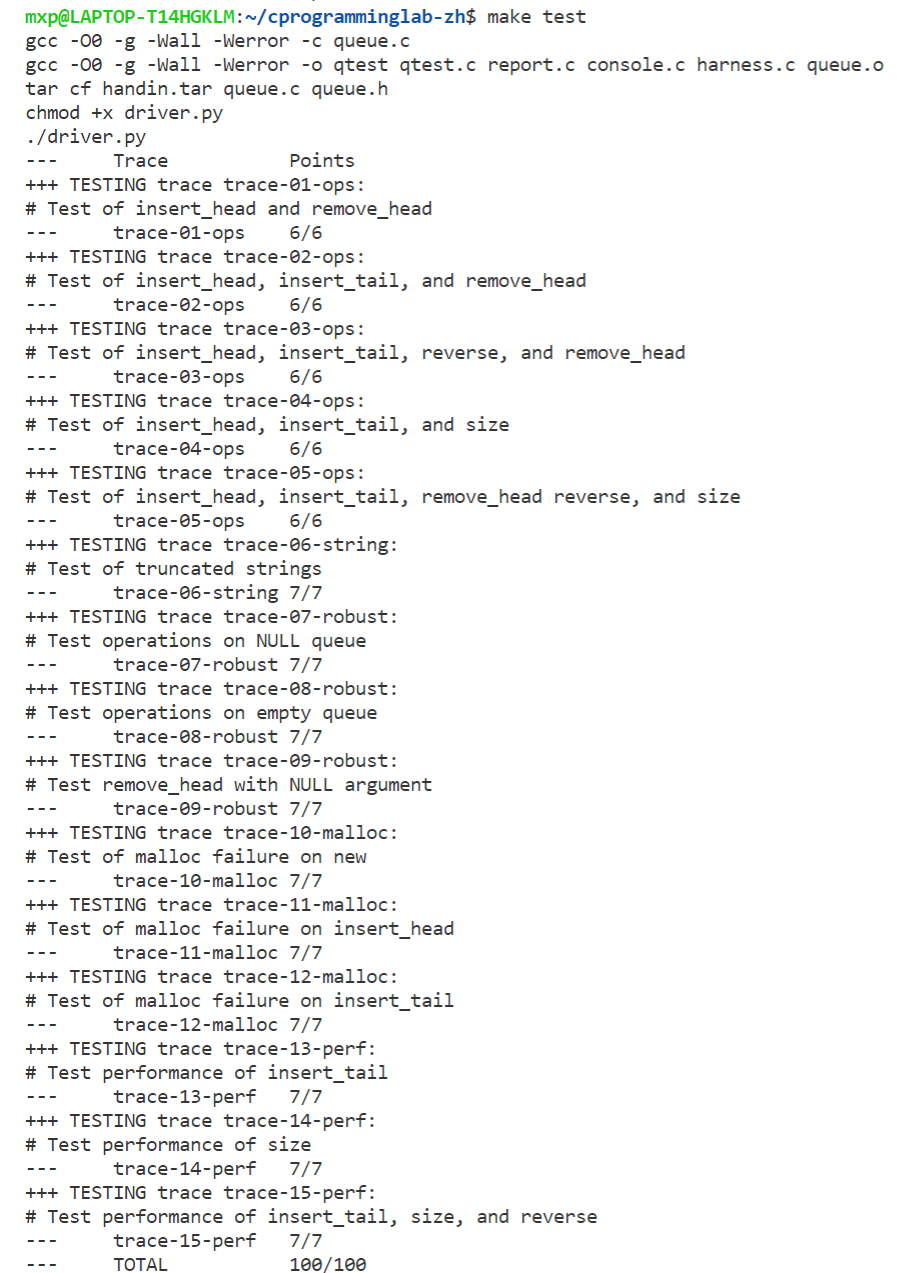 mxp@LAPTOP-T14HGKLM:~/cprogramminglab-zh$ make test
gcc -O0 -g -Wall -Werror -c queue.c
gcc -O0 -g -Wall -Werror -o qtest qtest.c report.c console.c harness.c queue.o
tar cf handin.tar queue.c queue.h
chmod +x driver.py
./driver.py
---     Trace           Points
+++ TESTING trace trace-01-ops:
# Test of insert_head and remove_head
---     trace-01-ops    6/6
+++ TESTING trace trace-02-ops:
# Test of insert_head, insert_tail, and remove_head
---     trace-02-ops    6/6
+++ TESTING trace trace-03-ops:
# Test of insert_head, insert_tail, reverse, and remove_head
---     trace-03-ops    6/6
+++ TESTING trace trace-04-ops:
# Test of insert_head, insert_tail, and size
---     trace-04-ops    6/6
+++ TESTING trace trace-05-ops:
# Test of insert_head, insert_tail, remove_head reverse, and size
---     trace-05-ops    6/6
+++ TESTING trace trace-06-string:
# Test of truncated strings
---     trace-06-string 7/7
+++ TESTING trace trace-07-robust:
# Test operations on NULL queue
---     trace-07-robust 7/7
+++ TESTING trace trace-08-robust:
# Test operations on empty queue
---     trace-08-robust 7/7
+++ TESTING trace trace-09-robust:
# Test remove_head with NULL argument
---     trace-09-robust 7/7
+++ TESTING trace trace-10-malloc:
# Test of malloc failure on new
---     trace-10-malloc 7/7
+++ TESTING trace trace-11-malloc:
# Test of malloc failure on insert_head
---     trace-11-malloc 7/7
+++ TESTING trace trace-12-malloc:
# Test of malloc failure on insert_tail
---     trace-12-malloc 7/7
+++ TESTING trace trace-13-perf:
# Test performance of insert_tail
---     trace-13-perf   7/7
+++ TESTING trace trace-14-perf:
# Test performance of size
---     trace-14-perf   7/7
+++ TESTING trace trace-15-perf:
# Test performance of insert_tail, size, and reverse
---     trace-15-perf   7/7
---     TOTAL           100/100